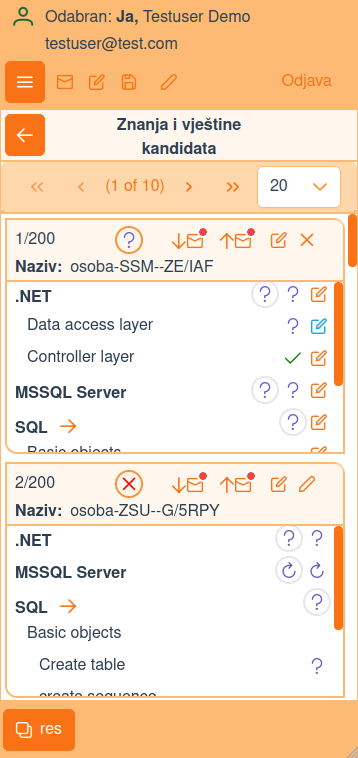 Odabran: Ja, Testuser Demo
testuser@test.com
Odjava
Znanja i vještine
kandidata
(1 of 10)
20
1/200
Naziv: osoba-SSM--ZE/IAF
.NET
Data access layer
Controller layer
MSSQL Server
SQL
Basic objects
2/200
Naziv: osoba-ZSU--G/5RPY
.NET
MSSQL Server
SQL
Basic objects
Create table
create sequence
res